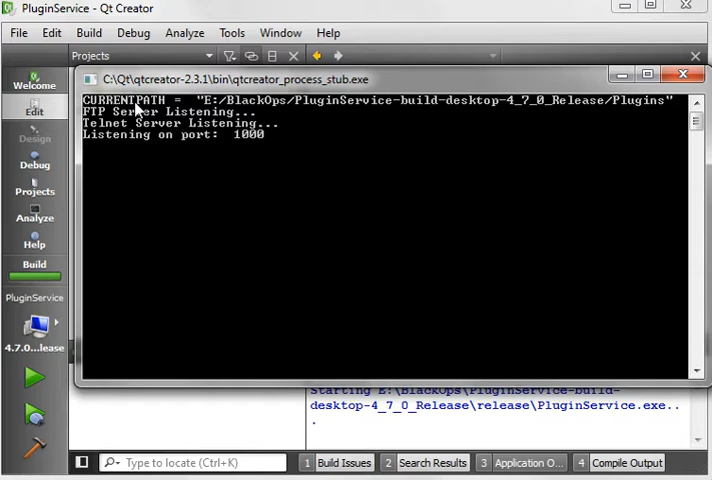 PluginService - Qt Creator
File Edit Build Debug Analyze Tools Window Help
Projects
C:\Qt\qtcreator-2.3.1\bin\qtcreator_process_stub.exe
Welcome
Edit
Design
Debug
Projects
Analyze
Help
Build
PluginService
4.7.0...lease
CURRENTPATH = "E:/BlackOps/PluginService-build-desktop-4_7_0_Release/Plugins"
FTP Server Listening...
Telnet Server Listening...
Listening on port: 1000
Starting E:\BlackOps\PluginService-build-
desktop-4_7_0_Release\release\PluginService.exe..
.
Type to locate (Ctrl+K) 1 Build Issues 2 Search Results 3 Application O... 4 Compile Output